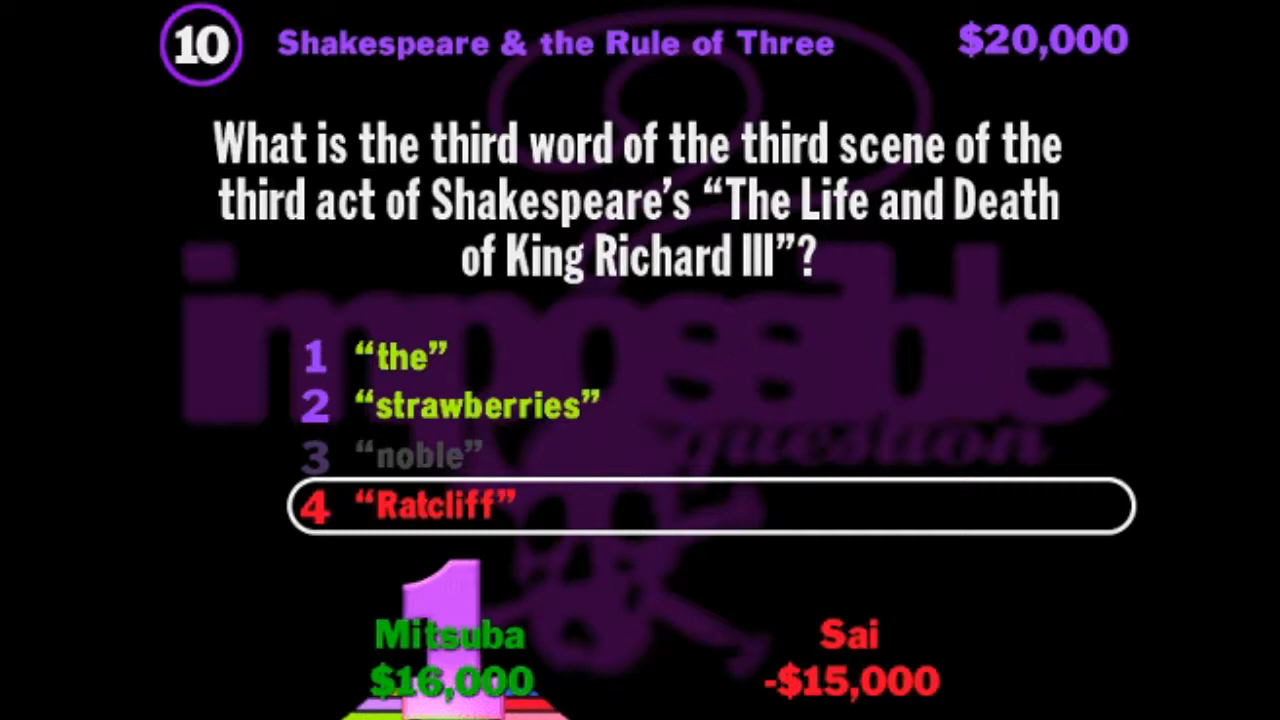 10 Shakespeare & the Rule of Three $20,000
What is the third word of the third scene of the
third act of Shakespeare's “The Life and Death
of King Richard III”?
impossible
question
1 “the”
2 “strawberries”
3 “noble”
4 “Ratcliff”
1
Mitsuba Sai
$16,000 -$15,000